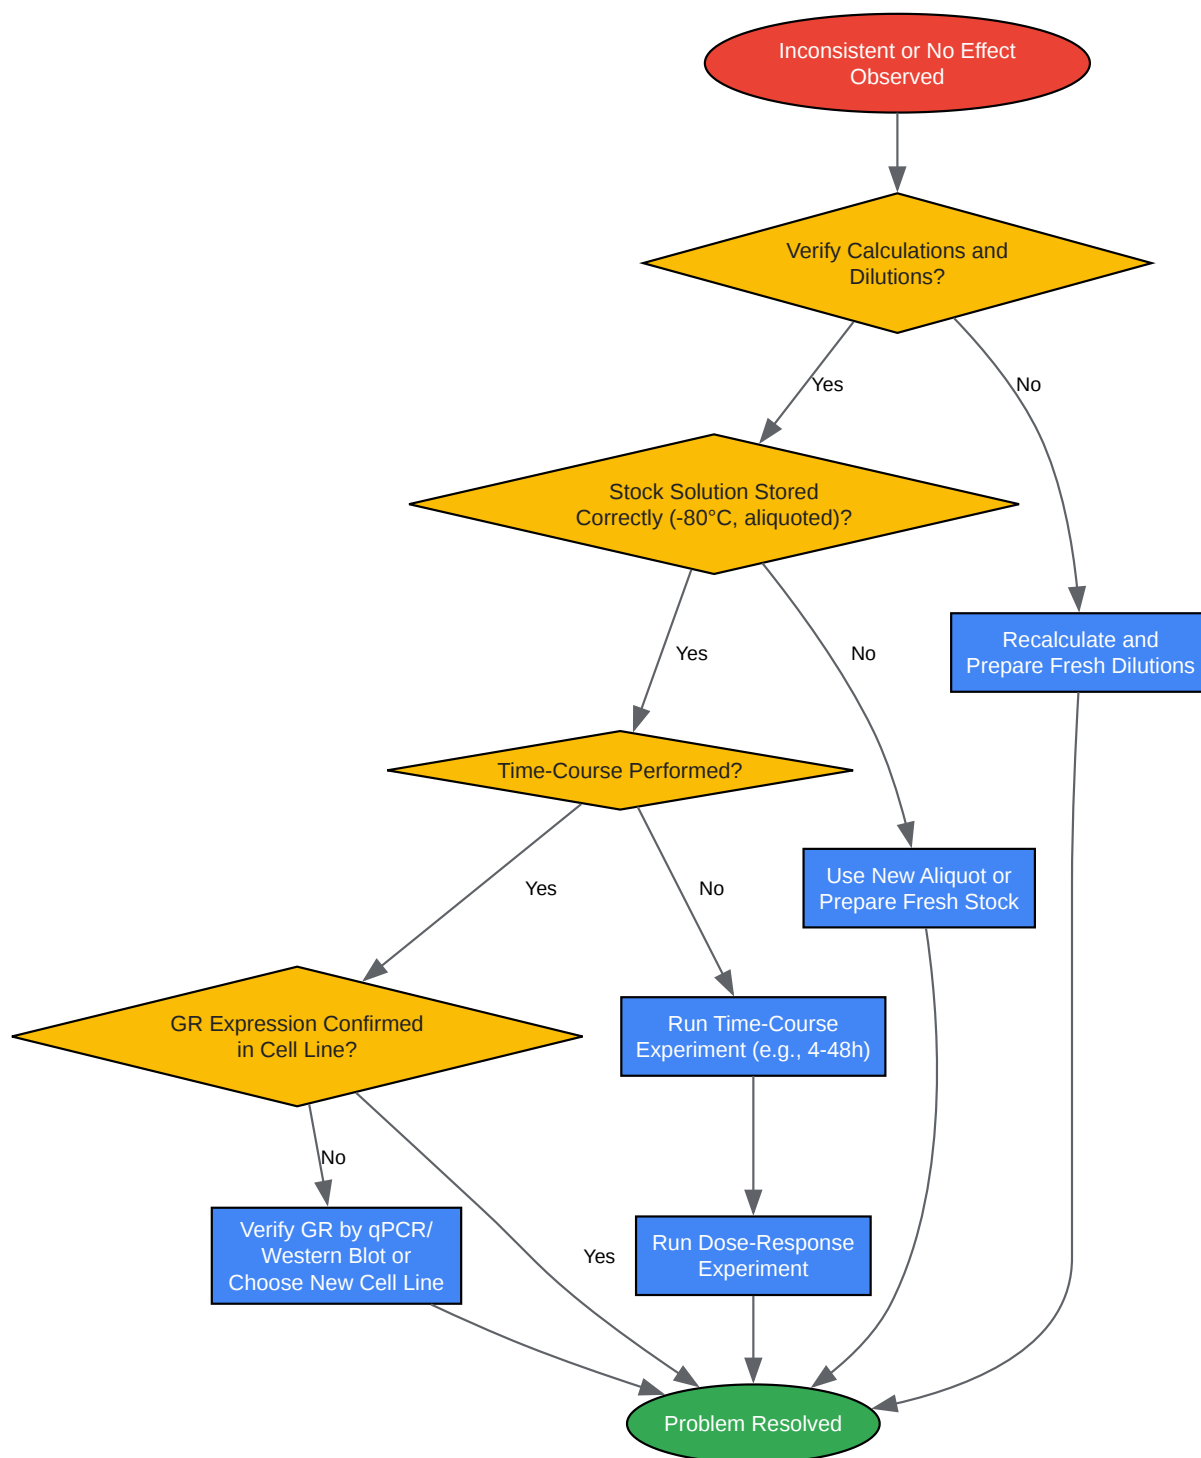 Inconsistent or No Effect
Observed
Verify Calculations and
Dilutions?
Yes
No
Stock Solution Stored
Correctly (-80°C, aliquoted)?
Recalculate and
Prepare Fresh Dilutions
Yes
No
Time-Course Performed?
Use New Aliquot or
Prepare Fresh Stock
Yes
No
GR Expression Confirmed
in Cell Line?
Run Time-Course
Experiment (e.g., 4-48h)
No
Verify GR by qPCR/
Western Blot or
Choose New Cell Line
Yes
Run Dose-Response
Experiment
Problem Resolved